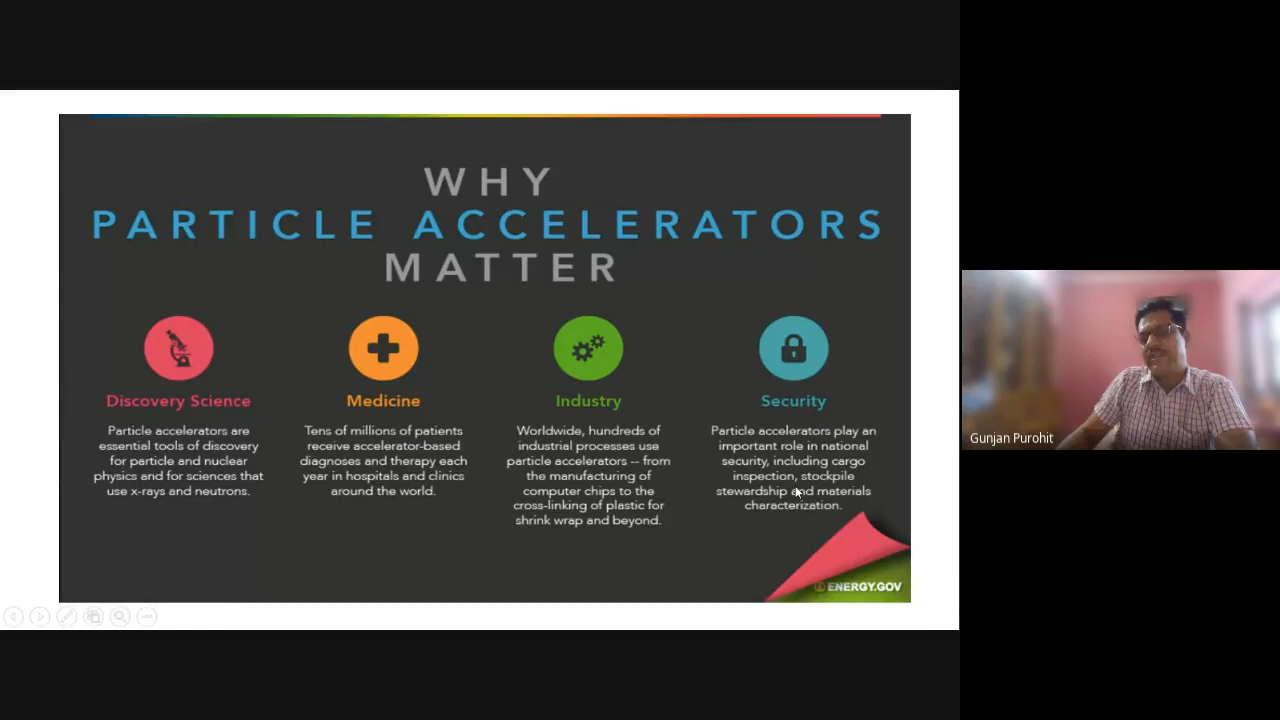 WHY
PARTICLE ACCELERATORS
MATTER
Discovery Science
Particle accelerators are
essential tools of discovery
for particle and nuclear
physics and for sciences that
use x-rays and neutrons.
Medicine
Tens of millions of patients
receive accelerator-based
diagnoses and therapy each
year in hospitals and clinics
around the world.
Industry
Worldwide, hundreds of
industrial processes use
particle accelerators -- from
the manufacturing of
computer chips to the
cross-linking of plastic for
shrink wrap and beyond.
Security
Particle accelerators play an
important role in national
security, including cargo
inspection, stockpile
stewardship and materials
characterization.
ENERGY.GOV
Gunjan Purohit